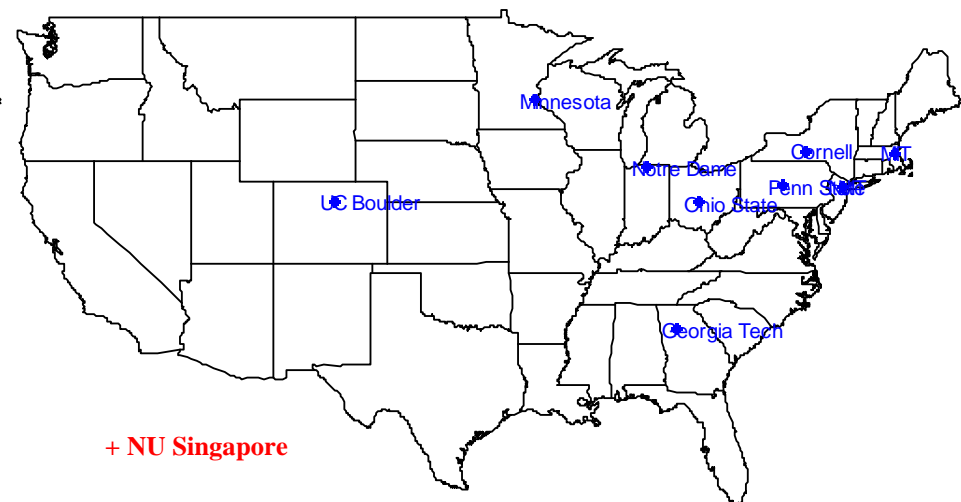 Minnesota
Cornell
MIT
Notre Dame
Penn State
UC Boulder
Ohio State
Georgia Tech
+ NU Singapore